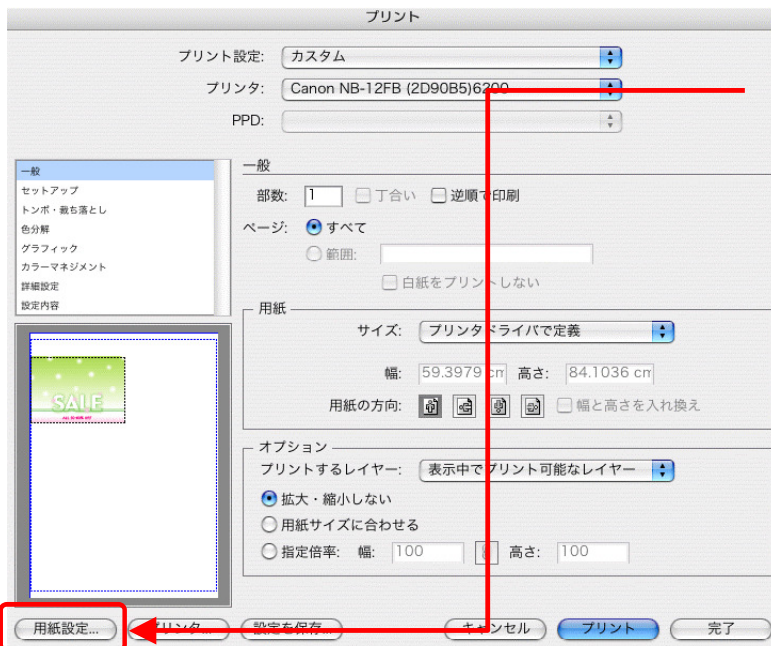 プリント
プリント設定: カスタム
プリンタ: Canon NB-12FB (2D90B5)6200
PPD:
一般
セットアップ
トンボ・裁ち落とし
色分解
グラフィック
カラーマネジメント
詳細設定
設定内容
一般
部数: 1 丁合い 逆順で印刷
ページ: すべて
範囲:
白紙をプリントしない
用紙
サイズ: プリンタドライバで定義
幅: 59.3979 cm 高さ: 84.1036 cm
用紙の方向: 幅と高さを入れ換え
オプション
プリントするレイヤー: 表示中でプリント可能なレイヤー
拡大・縮小しない
用紙サイズに合わせる
指定倍率: 幅: 100 高さ: 100
SALE
用紙設定... プリンタ... 設定を保存... キャンセル プリント 完了